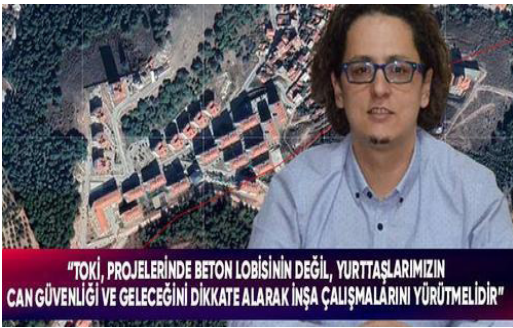 “TOKİ, PROJELERİNDE BETON LOBİSİNİN DEĞİL, YURTTAŞLARIMIZIN
CAN GÜVENLİĞİ VE GELECEĞİNİ DİKKATE ALARAK İNŞA ÇALIŞMALARINI YÜRÜTMELİDİR”